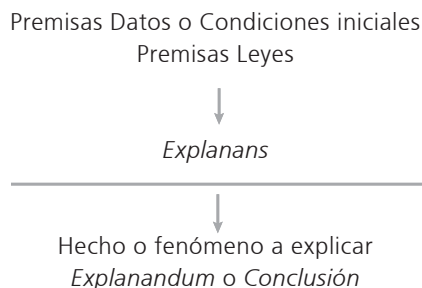 Premisas Datos o Condiciones iniciales
Premisas Leyes
Explanans
Hecho o fenómeno a explicar
Explanandum o Conclusión